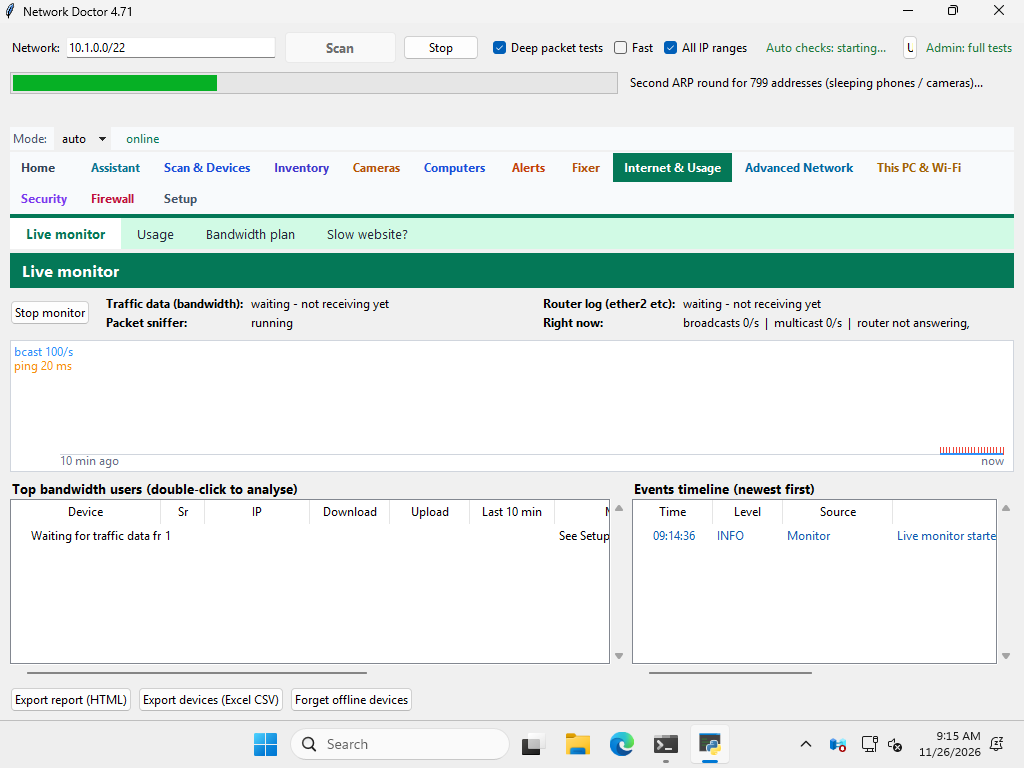 Network Doctor 4.71
Network: 10.1.0.0/22 Scan Stop Deep packet tests Fast All IP ranges Auto checks: starting... Admin: full tests
Second ARP round for 799 addresses (sleeping phones / cameras)...
Mode: auto online
Home Assistant Scan & Devices Inventory Cameras Computers Alerts Fixer Internet & Usage Advanced Network This PC & Wi-Fi
Security Firewall Setup
Live monitor Usage Bandwidth plan Slow website?
Live monitor
Stop monitor
Traffic data (bandwidth): waiting - not receiving yet Router log (ether2 etc): waiting - not receiving yet
Packet sniffer: running Right now: broadcasts 0/s | multicast 0/s | router not answering,
bcast 100/s
ping 20 ms
10 min ago now
Top bandwidth users (double-click to analyse) Events timeline (newest first)
Device Sr IP Download Upload Last 10 min Time Level Source
Waiting for traffic data fr 1 See Setup 09:14:36 INFO Monitor Live monitor starte
Export report (HTML) Export devices (Excel CSV) Forget offline devices
Search
9:15 AM
11/26/2026